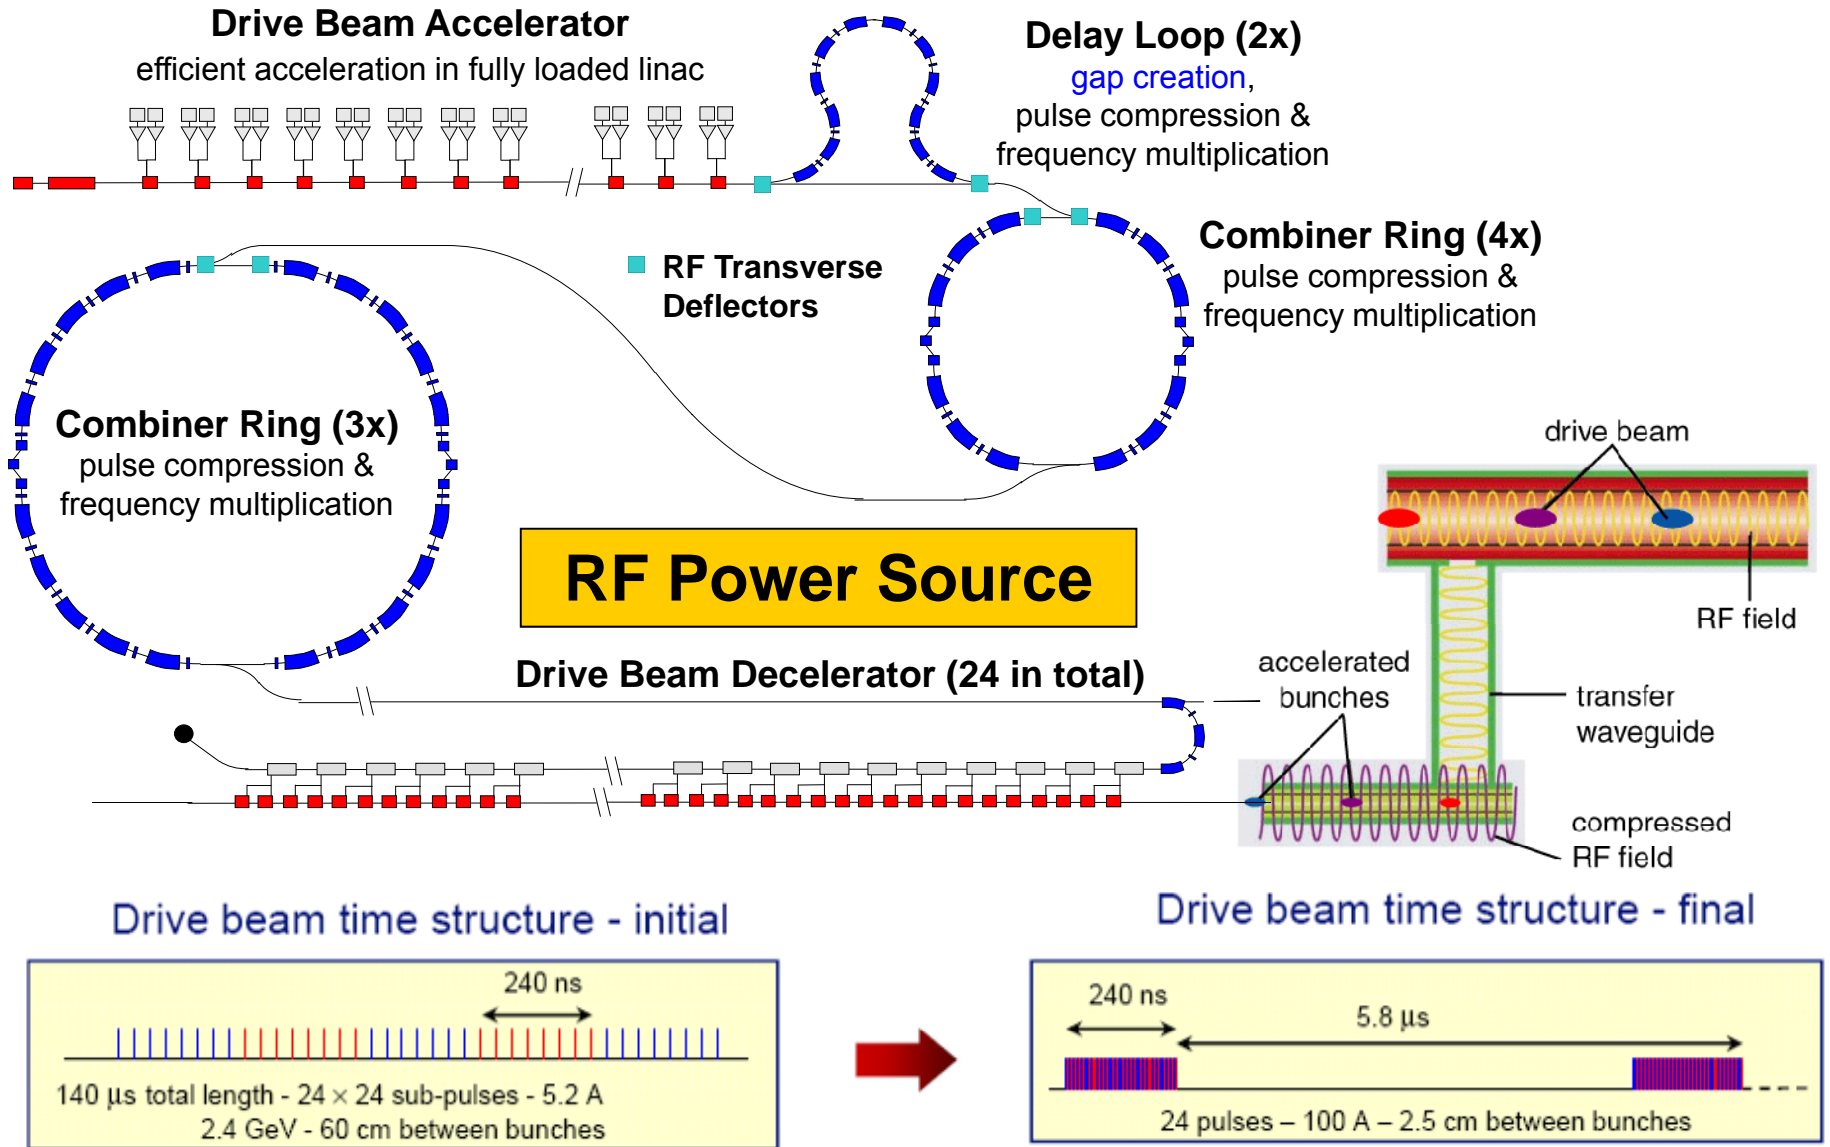 Drive Beam Accelerator
efficient acceleration in fully loaded linac
Delay Loop (2x)
gap creation,
pulse compression &
frequency multiplication
Combiner Ring (4x)
pulse compression &
frequency multiplication
RF Transverse
Deflectors
Combiner Ring (3x)
pulse compression &
frequency multiplication
RF Power Source
drive beam
RF field
Drive Beam Decelerator (24 in total)
accelerated
bunches
transfer
waveguide
compressed
RF field
Drive beam time structure - initial
240 ns
140 μs total length - 24 × 24 sub-pulses - 5.2 A
2.4 GeV - 60 cm between bunches
Drive beam time structure - final
240 ns
5.8 μs
24 pulses – 100 A – 2.5 cm between bunches